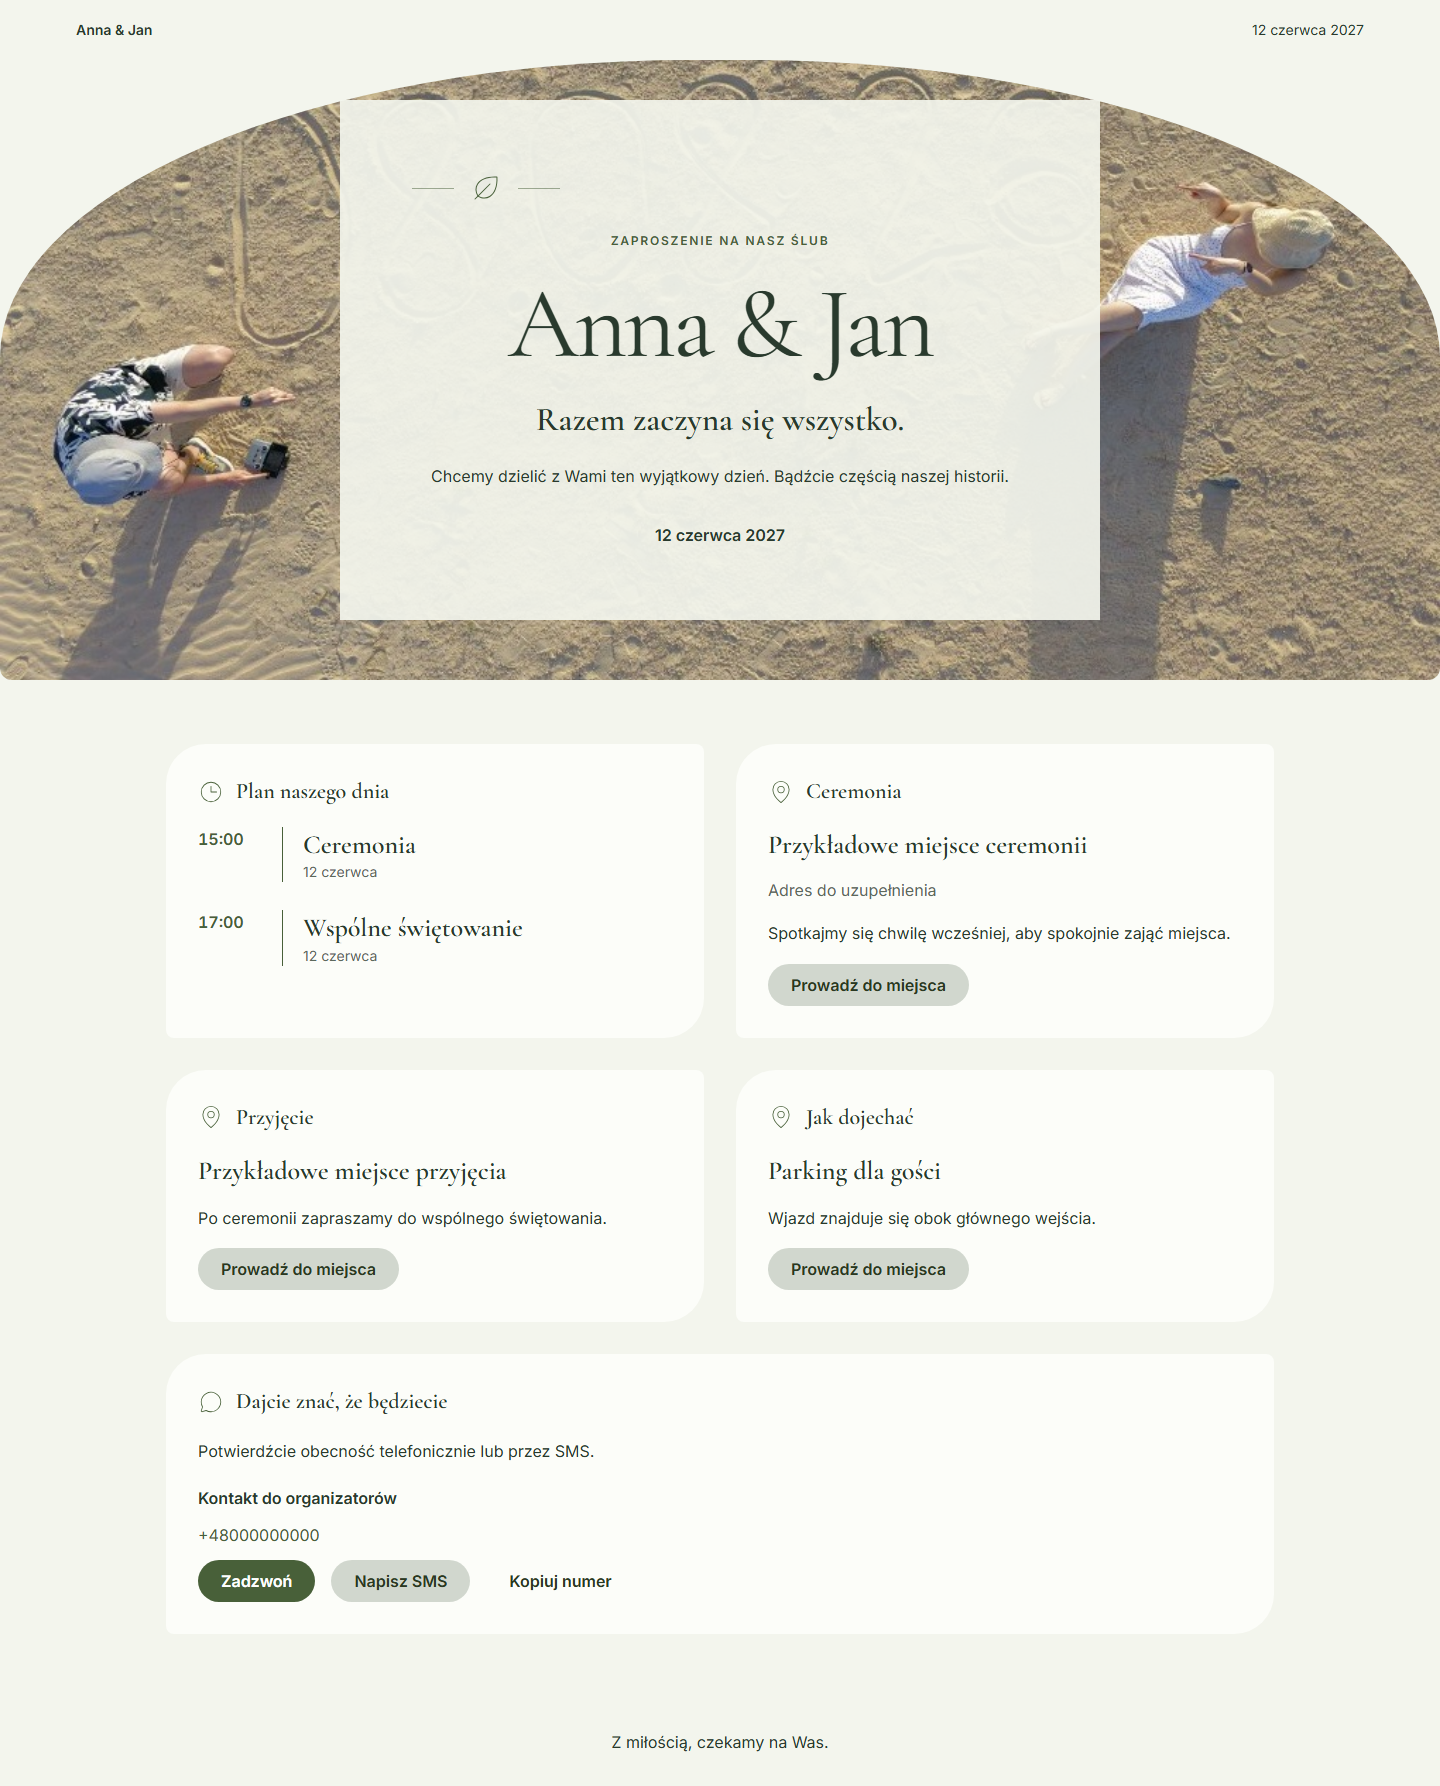 Anna & Jan
12 czerwca 2027
ZAPROSZENIE NA NASZ ŚLUB
Anna & Jan
Razem zaczyna się wszystko.
Chcemy dzielić z Wami ten wyjątkowy dzień. Bądźcie częścią naszej historii.
12 czerwca 2027
Plan naszego dnia
15:00
Ceremonia
12 czerwca
17:00
Wspólne świętowanie
12 czerwca
Ceremonia
Przykładowe miejsce ceremonii
Adres do uzupełnienia
Spotkajmy się chwilę wcześniej, aby spokojnie zająć miejsca.
Prowadź do miejsca
Przyjęcie
Przykładowe miejsce przyjęcia
Po ceremonii zapraszamy do wspólnego świętowania.
Prowadź do miejsca
Jak dojechać
Parking dla gości
Wjazd znajduje się obok głównego wejścia.
Prowadź do miejsca
Dajcie znać, że będziecie
Potwierdźcie obecność telefonicznie lub przez SMS.
Kontakt do organizatorów
+48000000000
Zadzwoń
Napisz SMS
Kopiuj numer
Z miłością, czekamy na Was.